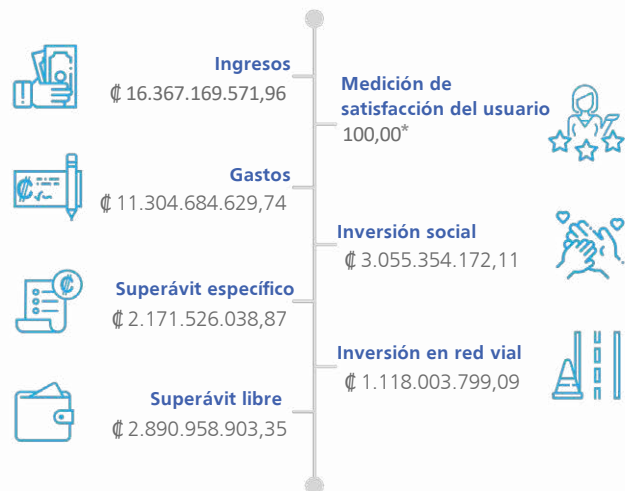 Ingresos
₡ 16.367.169.571,96
Medición de
satisfacción del usuario
100,00*
Gastos
₡ 11.304.684.629,74
Inversión social
₡ 3.055.354.172,11
Superávit específico
₡ 2.171.526.038,87
Inversión en red vial
₡ 1.118.003.799,09
Superávit libre
₡ 2.890.958.903,35